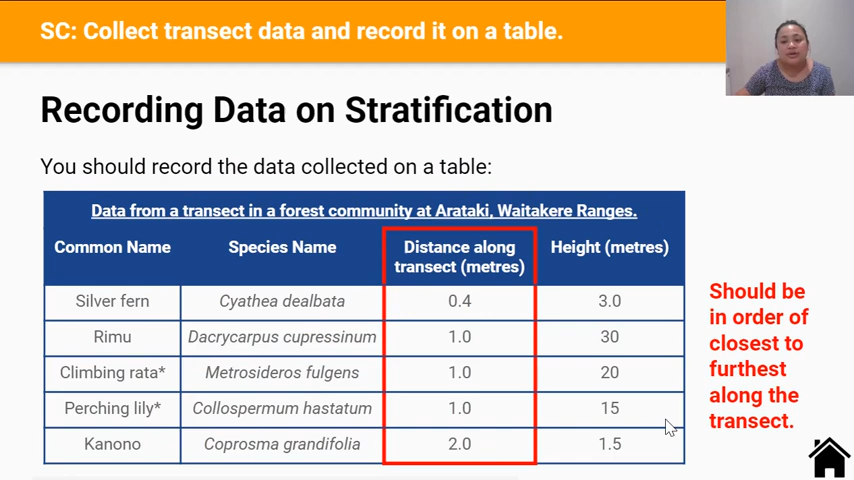 SC: Collect transect data and record it on a table.
Recording Data on Stratification
You should record the data collected on a table:
Data from a transect in a forest community at Arataki, Waitakere Ranges.
Common Name Species Name Distance along transect (metres) Height (metres)
Silver fern Cyathea dealbata 0.4 3.0
Rimu Dacrycarpus cupressinum 1.0 30
Climbing rata* Metrosideros fulgens 1.0 20
Perching lily* Collospermum hastatum 1.0 15
Kanono Coprosma grandifolia 2.0 1.5
Should be
in order of
closest to
furthest
along the
transect.